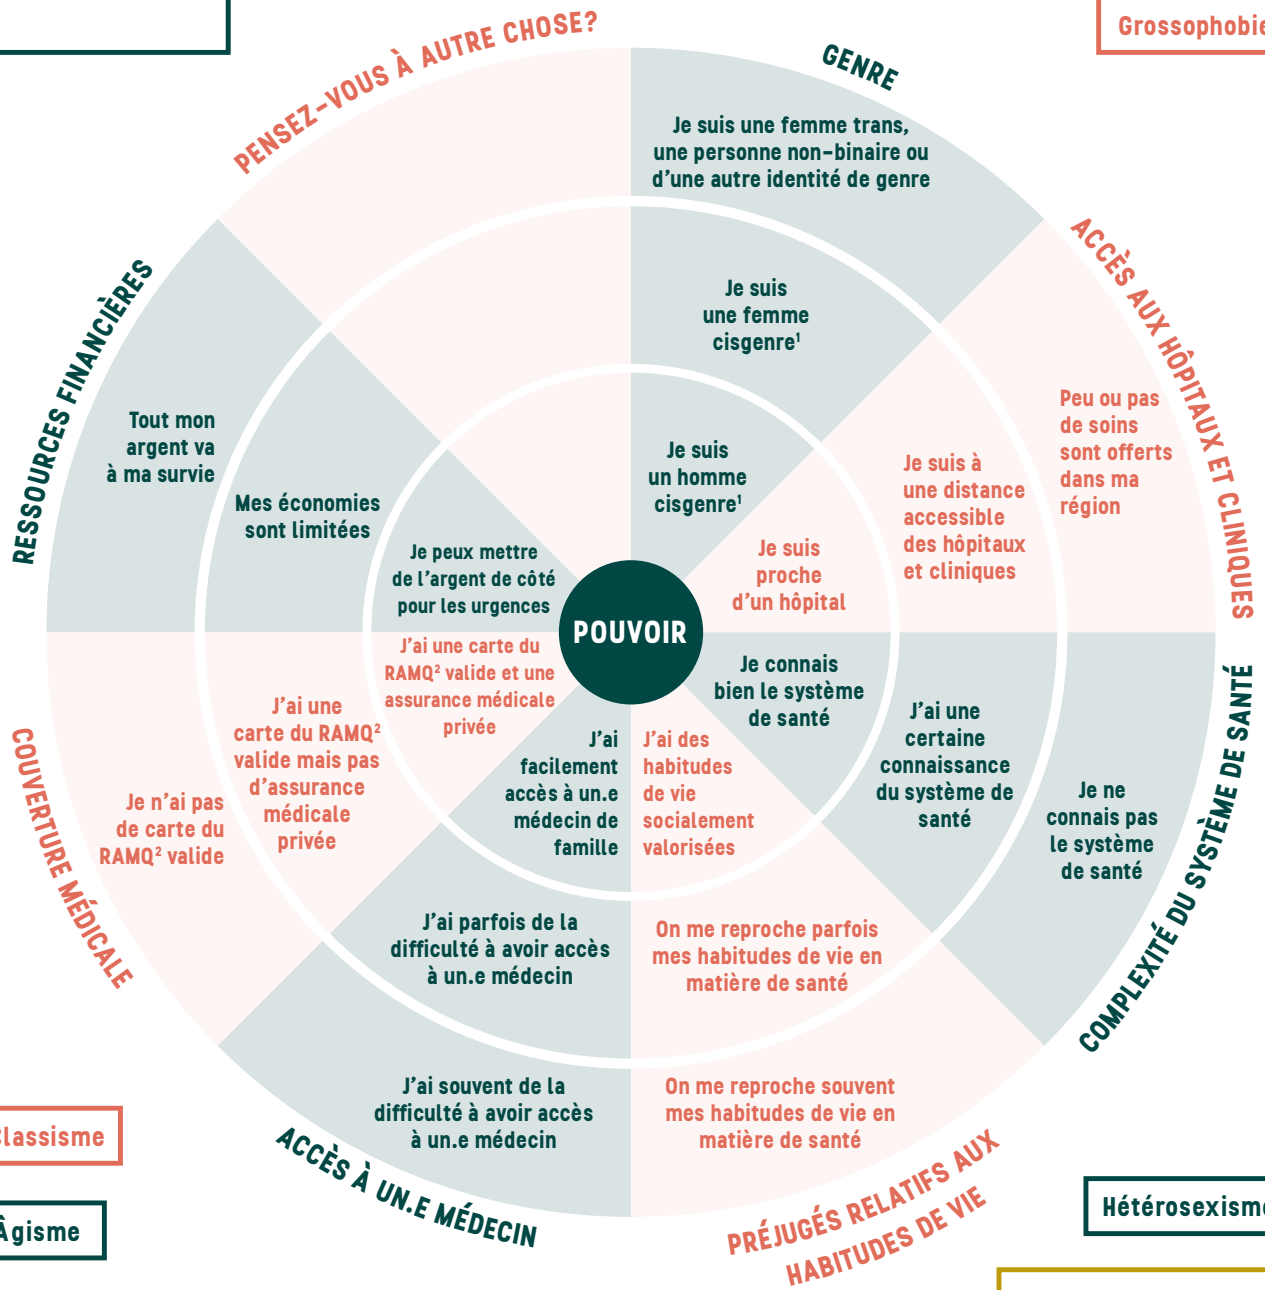 Grossophobie
PENSEZ-VOUS À AUTRE CHOSE?
GENRE
Je suis une femme trans,
une personne non-binaire ou
d'une autre identité de genre
Je suis
une femme
cisgenre¹
Je suis
un homme
cisgenre¹
ACCÈS AUX HÔPITAUX ET CLINIQUES
Peu ou pas
de soins
sont offerts
dans ma
région
Je suis à
une distance
accessible
des hôpitaux
et cliniques
Je suis
proche
d'un hôpital
RESSOURCES FINANCIÈRES
Tout mon
argent va
à ma survie
Mes économies
sont limitées
Je peux mettre
de l'argent de côté
pour les urgences
POUVOIR
COUVERTURE MÉDICALE
Je n'ai pas
de carte du
RAMQ² valide
J'ai une
carte du RAMQ²
valide mais pas
d'assurance
médicale
privée
J'ai une carte du
RAMQ² valide et une
assurance médicale
privée
COMPLEXITÉ DU SYSTÈME DE SANTÉ
Je connais
bien le système
de santé
J'ai une
certaine
connaissance
du système de
santé
Je ne
connais pas
le système
de santé
J'ai
facilement
accès à un.e
médecin de
famille
J'ai parfois de la
difficulté à avoir accès
à un.e médecin
J'ai souvent de la
difficulté à avoir accès
à un.e médecin
ACCÈS À UN.E MÉDECIN
J'ai des
habitudes
de vie
socialement
valorisées
On me reproche parfois
mes habitudes de vie en
matière de santé
On me reproche souvent
mes habitudes de vie en
matière de santé
PRÉJUGÉS RELATIFS AUX
HABITUDES DE VIE
Classisme
Âgisme
Hétérosexisme